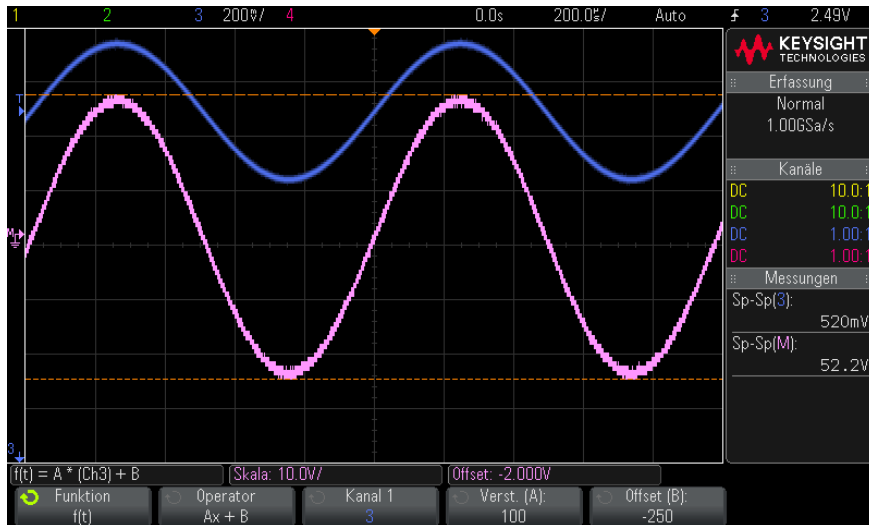 1 2 3 200♉/ 4 0.0s 200.0㎲/ Auto 3 2.49V
KEYSIGHT
TECHNOLOGIES
Erfassung
Normal
1.00GSa/s
Kanäle
DC 10.0:1
DC 10.0:1
DC 1.00:1
DC 1.00:1
Messungen
Sp-Sp(3):
520mV
Sp-Sp(M):
52.2V
T
M
3
f(t) = A * (Ch3) + B
Skala: 10.0V/
Offset: -2.000V
Funktion
f(t)
Operator
Ax + B
Kanal 1
3
Verst. (A):
100
Offset (B):
-250